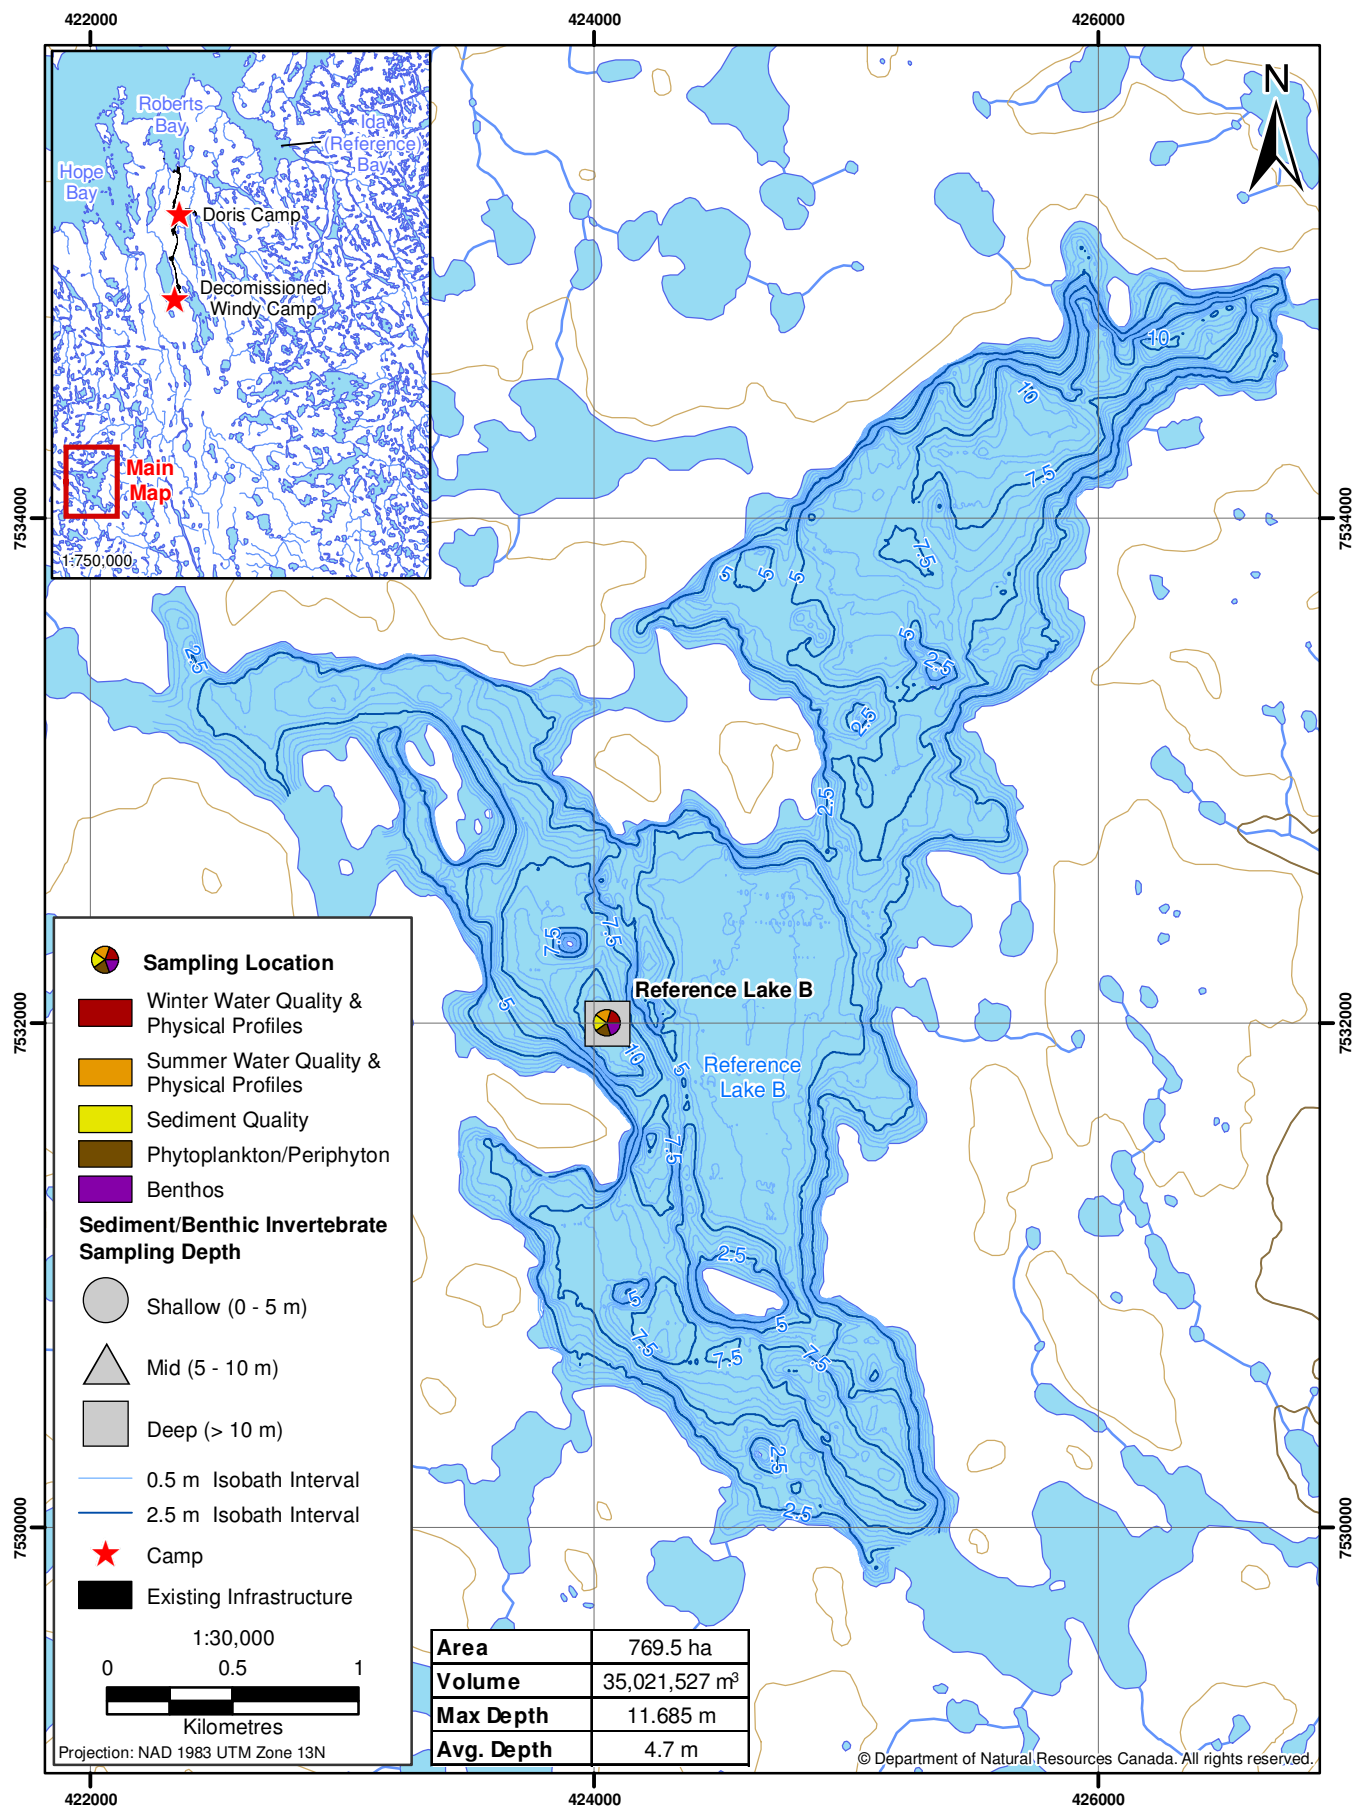 422000
424000
426000
N
Roberts
Bay
Ida
(Reference)
Bay
Hope
Bay
Doris Camp
Decomissioned
Windy Camp
Main
Map
1:750,000
7534000
7534000
10
10
7.5
7.5
5
5
5
5
2.5
2.5
2.5
2.5
7.5
7.5
5
Reference Lake B
7532000
7532000
10
5
Reference
Lake B
7.5
2.5
5
5
7.5
7.5
7.5
2.5
2.5
7530000
7530000
Sampling Location
Winter Water Quality &
Physical Profiles
Summer Water Quality &
Physical Profiles
Sediment Quality
Phytoplankton/Periphyton
Benthos
Sediment/Benthic Invertebrate
Sampling Depth
Shallow (0 - 5 m)
Mid (5 - 10 m)
Deep (> 10 m)
0.5 m Isobath Interval
2.5 m Isobath Interval
Camp
Existing Infrastructure
1:30,000
0 0.5 1
Kilometres
Projection: NAD 1983 UTM Zone 13N
Area 769.5 ha
Volume 35,021,527 m³
Max Depth 11.685 m
Avg. Depth 4.7 m
© Department of Natural Resources Canada. All rights reserved.
422000
424000
426000